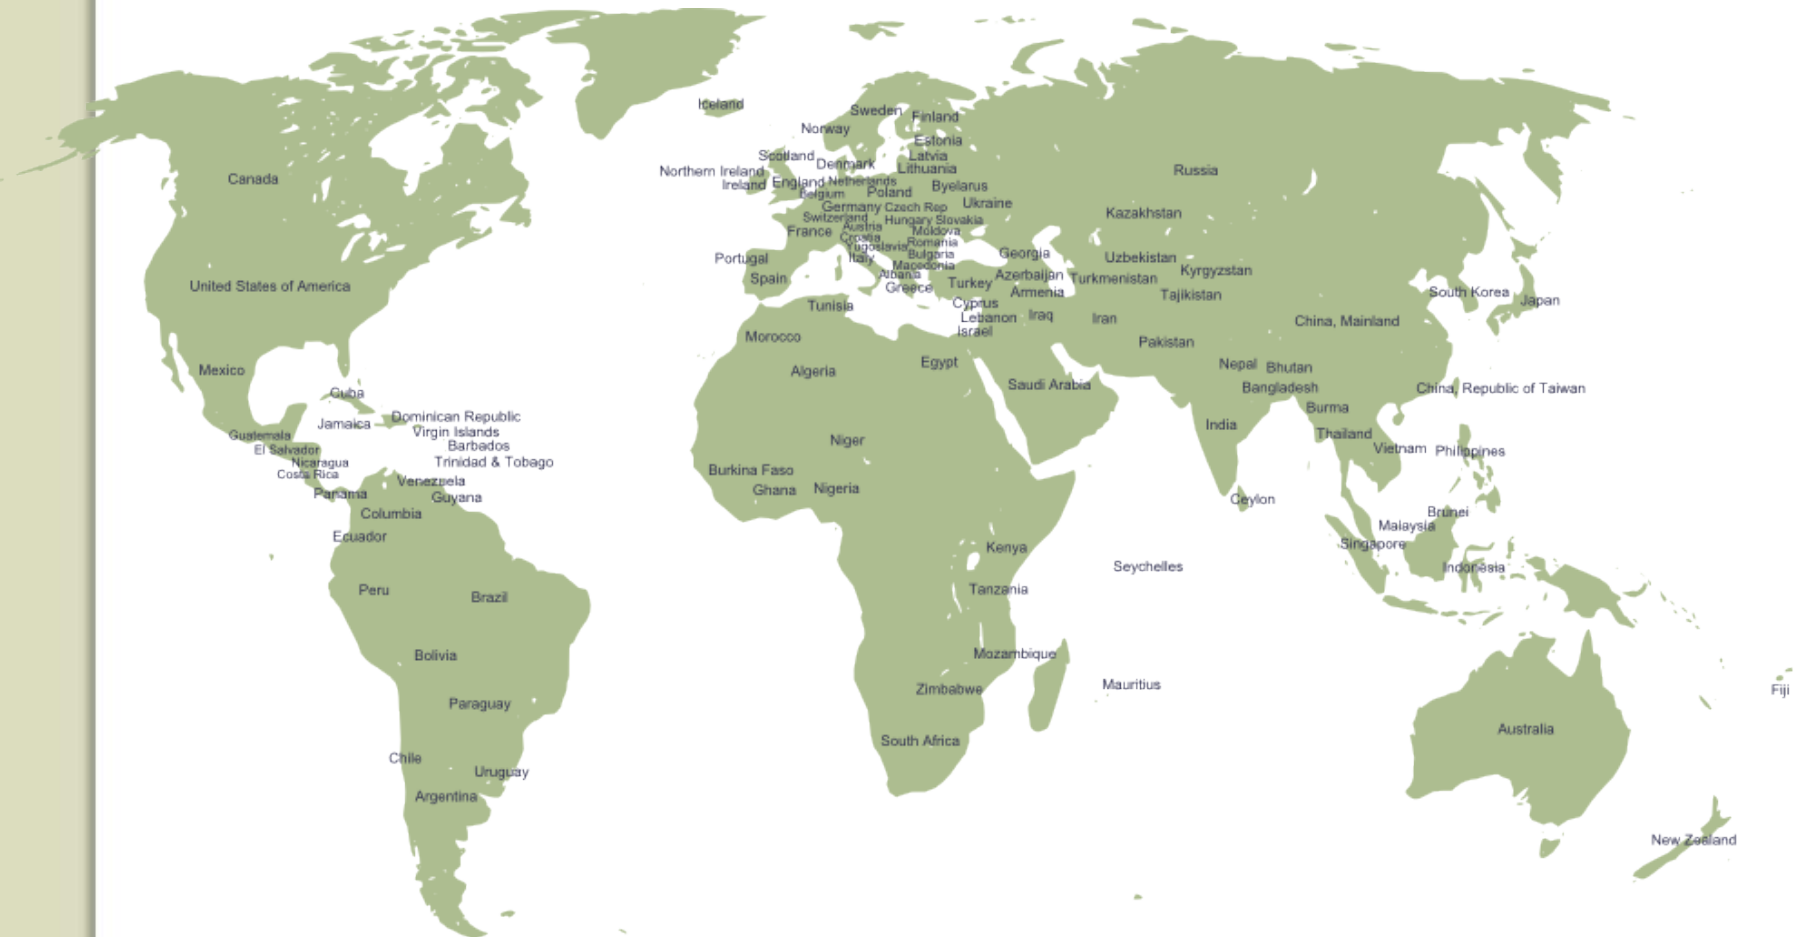 Iceland
Sweden
Finland
Norway
Estonia
Scotland
Latvia
Denmark
Lithuania
Northern Ireland
Russia
Canada
Ireland
England
Netherlands
Belgium
Poland
Byelarus
Ukraine
Germany
Czech Rep
Kazakhstan
Switzerland
Hungary
Slovakia
Austria
France
Moldova
Croatia
Romania
Yugoslavia
Bulgaria
Georgia
Portugal
Italy
Uzbekistan
Macedonia
Kyrgyzstan
Albania
Azerbaijan
Spain
Turkmenistan
Turkey
United States of America
Greece
Armenia
South Korea
Tajikistan
Japan
Tunisia
Cyprus
Lebanon
Iraq
Iran
China, Mainland
Israel
Morocco
Pakistan
Egypt
Nepal
Bhutan
Mexico
Algeria
Saudi Arabia
Bangladesh
China, Republic of Taiwan
Cuba
Burma
Dominican Republic
Jamaica
India
Virgin Islands
Thailand
Guatemala
Niger
Barbados
Vietnam
Philippines
El Salvador
Nicaragua
Trinidad & Tobago
Burkina Faso
Costa Rica
Venezuela
Ghana
Nigeria
Panama
Guyana
Ceylon
Columbia
Brunei
Malaysia
Ecuador
Singapore
Kenya
Seychelles
Indonesia
Peru
Brazil
Tanzania
Bolivia
Mozambique
Mauritius
Zimbabwe
Fiji
Paraguay
Australia
South Africa
Chile
Uruguay
Argentina
New Zealand